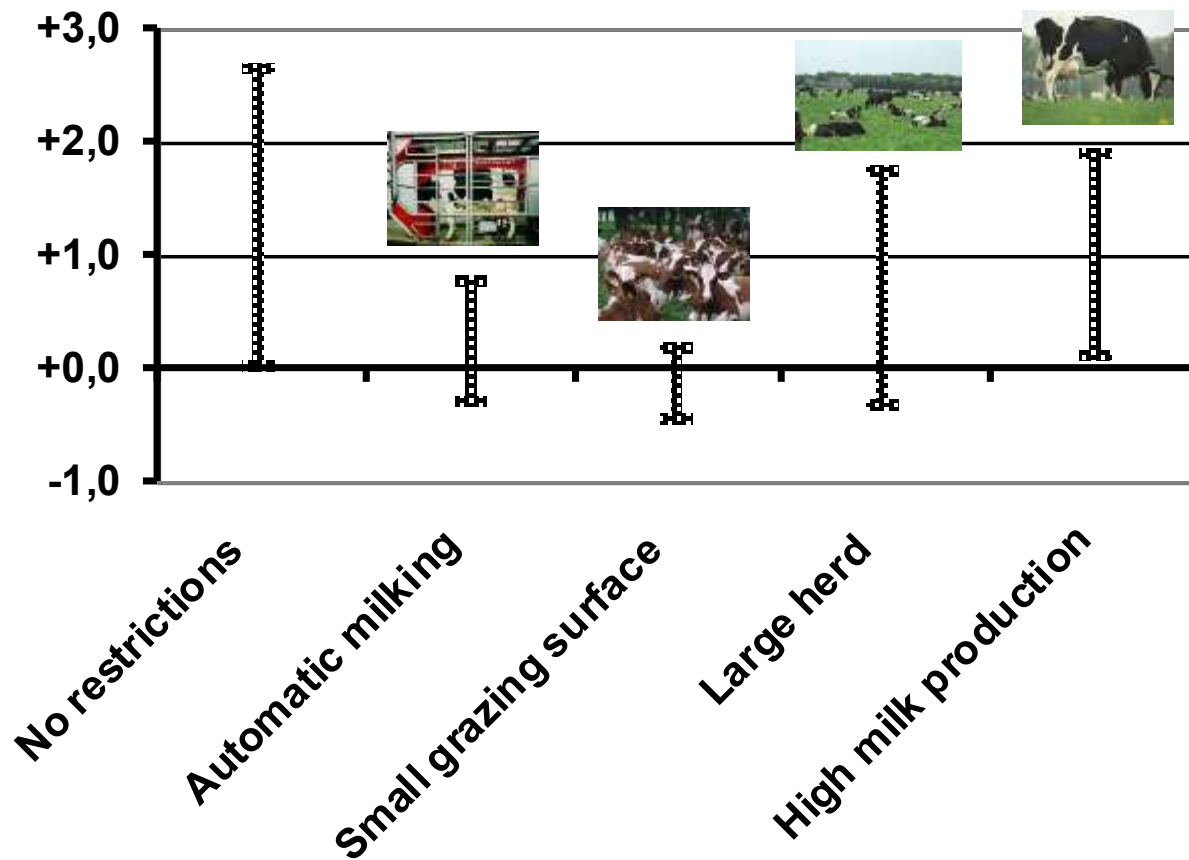 +3,0
+2,0
+1,0
+0,0
-1,0
No restrictions
Automatic milking
Small grazing surface
Large herd
High milk production